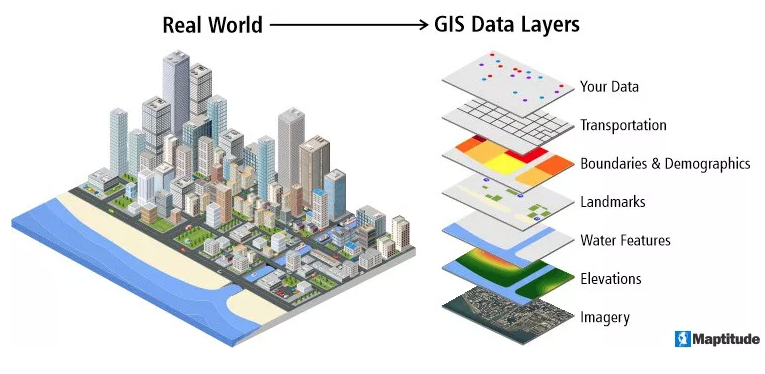 Real World
GIS Data Layers
Your Data
Transportation
Boundaries & Demographics
Landmarks
Water Features
Elevations
Imagery
Maptitude